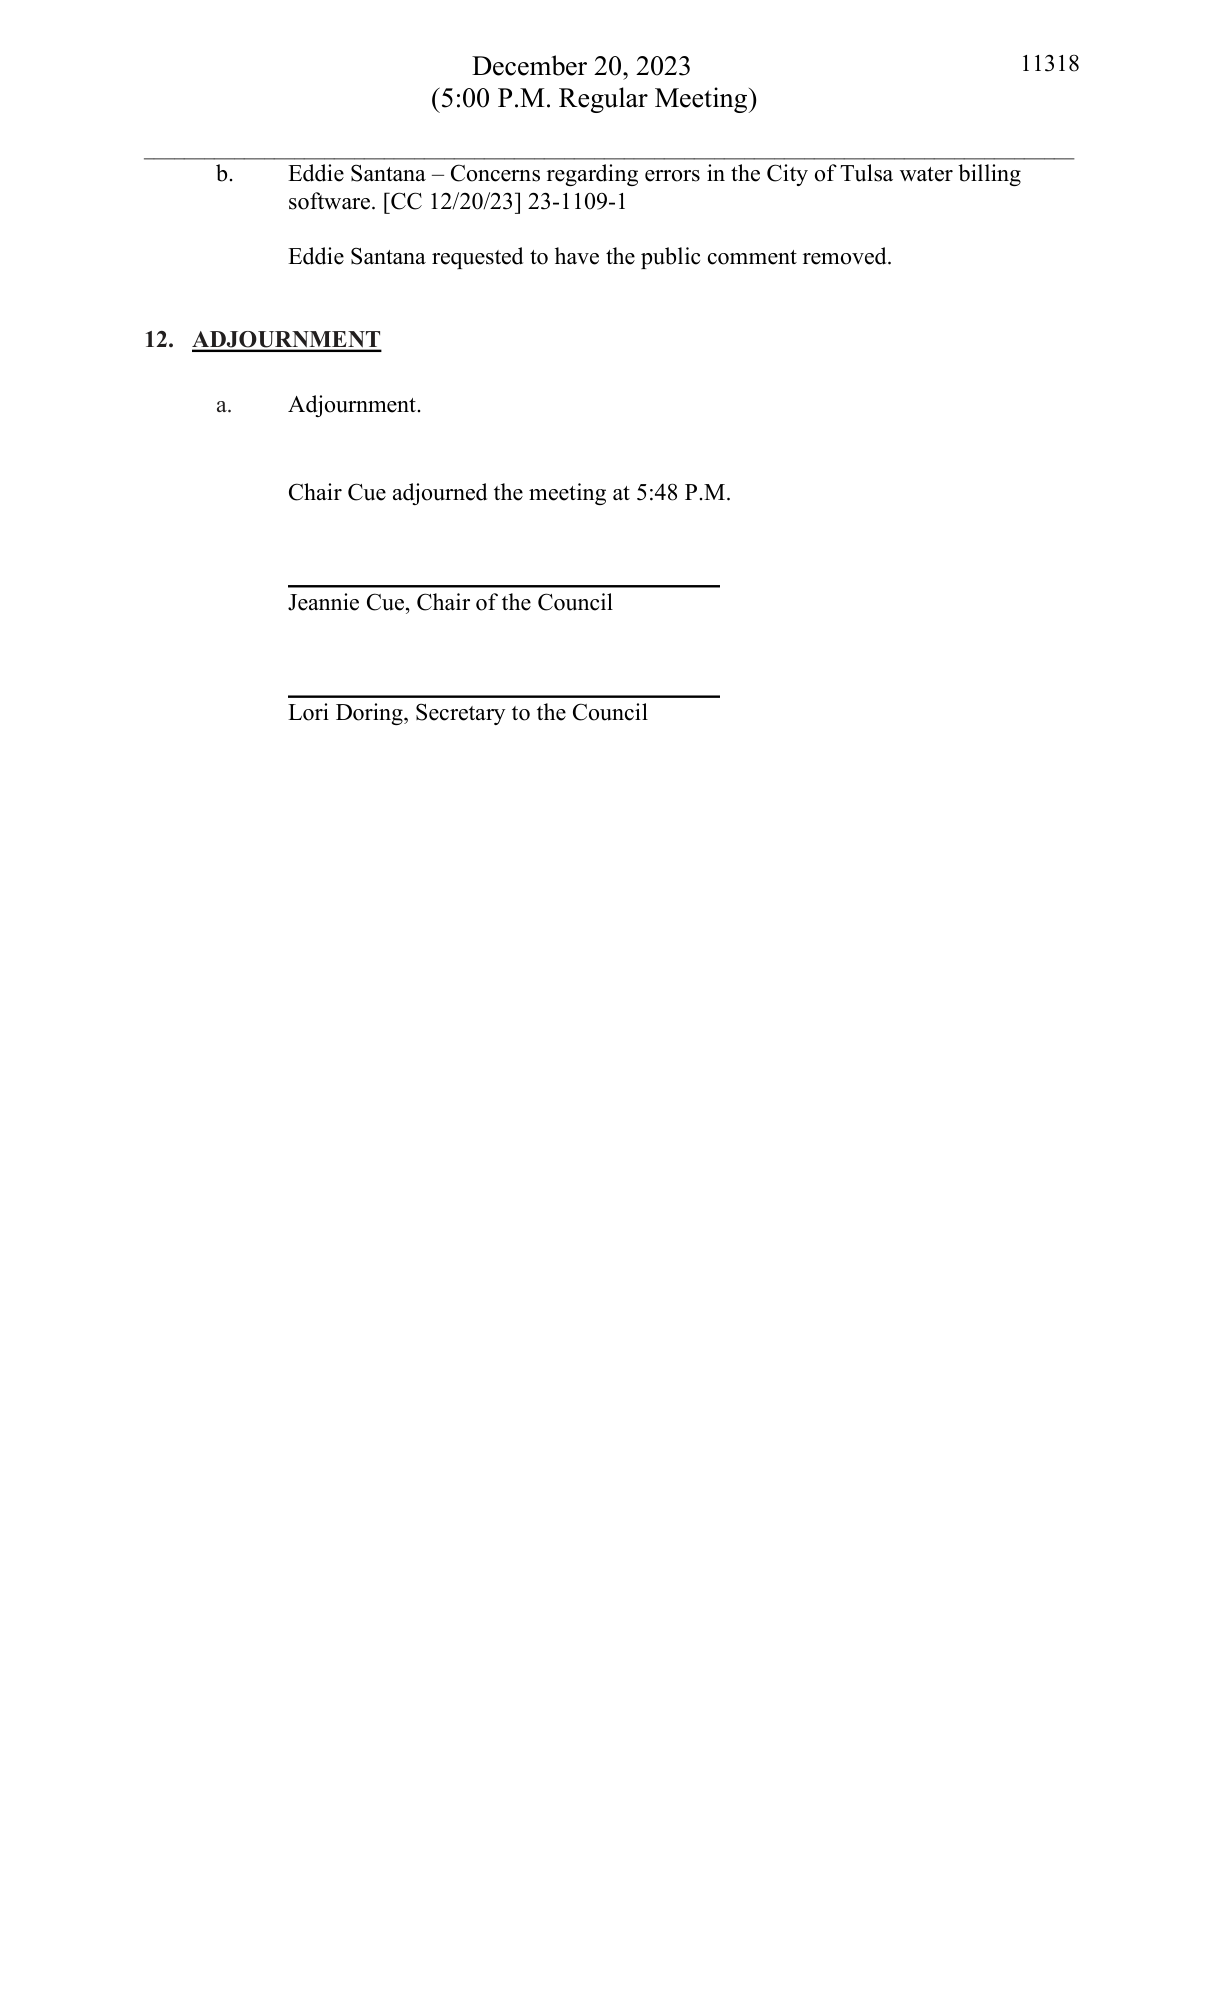 December 20, 2023
11318
(5:00 P.M. Regular Meeting)
b. Eddie Santana – Concerns regarding errors in the City of Tulsa water billing
software. [CC 12/20/23] 23-1109-1
Eddie Santana requested to have the public comment removed.
12. ADJOURNMENT
a. Adjournment.
Chair Cue adjourned the meeting at 5:48 P.M.
Jeannie Cue, Chair of the Council
Lori Doring, Secretary to the Council